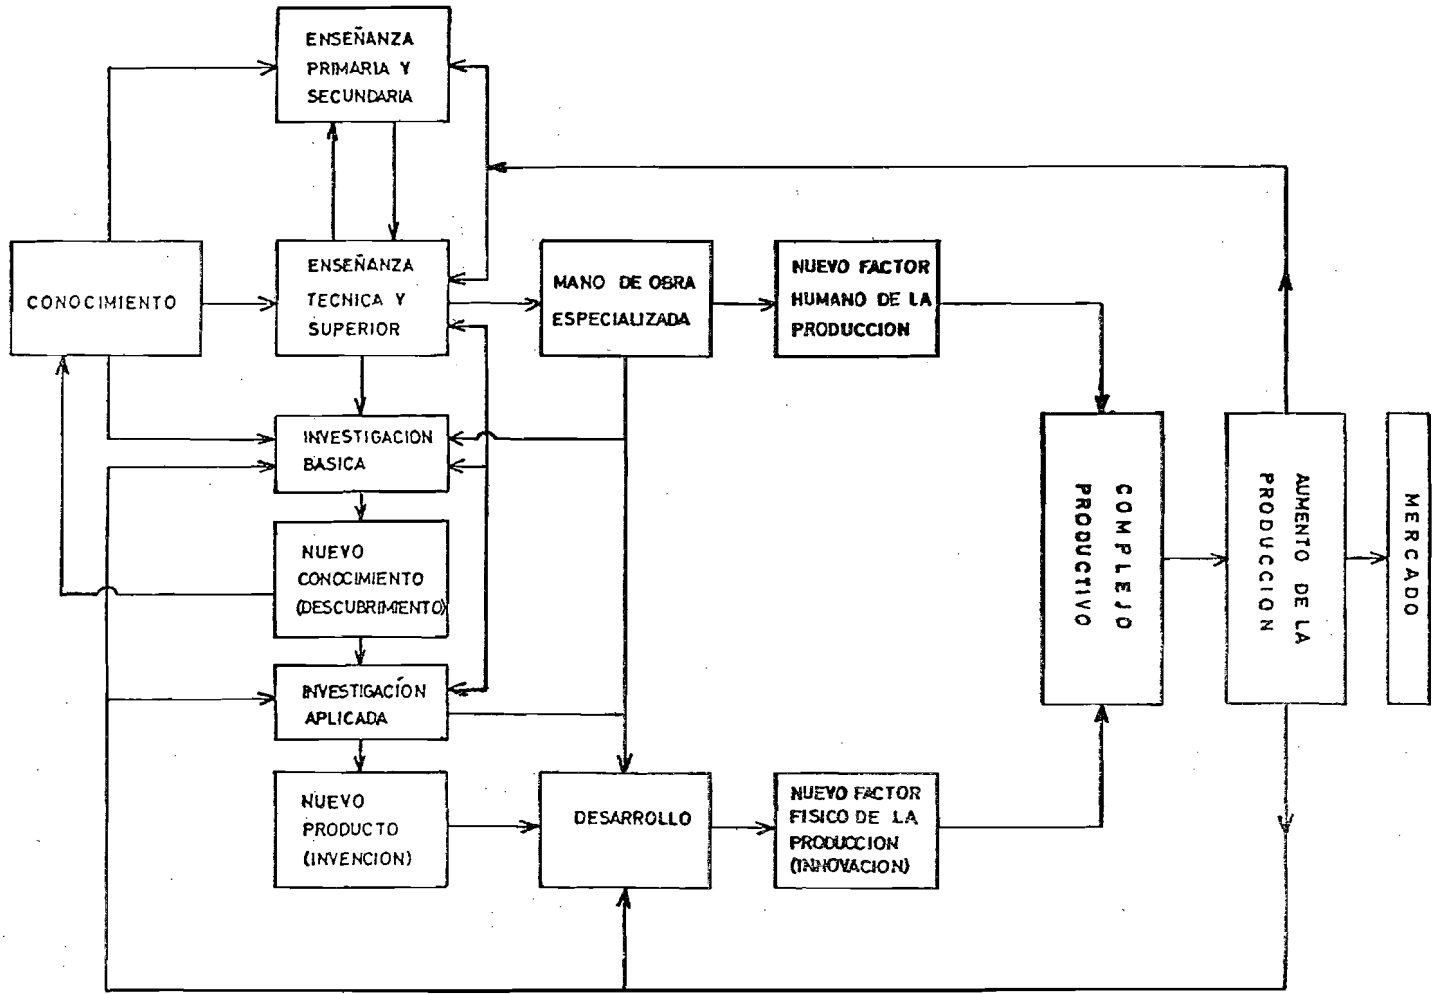 ENSEÑANZA
PRIMARIA Y
SECUNDARIA
CONOCIMIENTO
ENSEÑANZA
TECNICA Y
SUPERIOR
MANO DE OBRA
ESPECIALIZADA
NUEVO FACTOR
HUMANO DE LA
PRODUCCION
INVESTIGACION
BASICA
NUEVO
CONOCIMIENTO
(DESCUBRIMIENTO)
INVESTIGACÍON
APLICADA
NUEVO
PRODUCTO
(INVENCION)
DESARROLLO
NUEVO FACTOR
FISICO DE LA
PRODUCCION
(INNOVACION)
COMPLEJO
PRODUCTIVO
AUMENTO DE LA
PRODUCCION
MERCADO